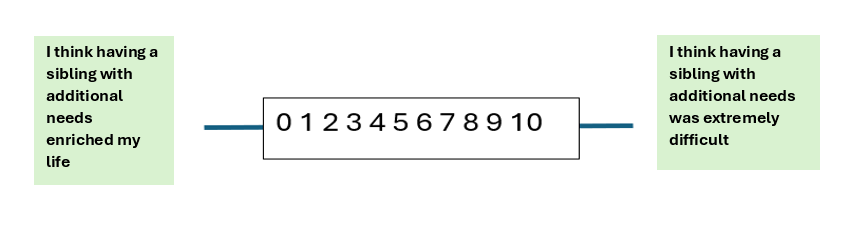 I think having a
sibling with
additional
needs
enriched my
life
0 1 2 3 4 5 6 7 8 9 10
I think having a
sibling with
additional needs
was extremely
difficult